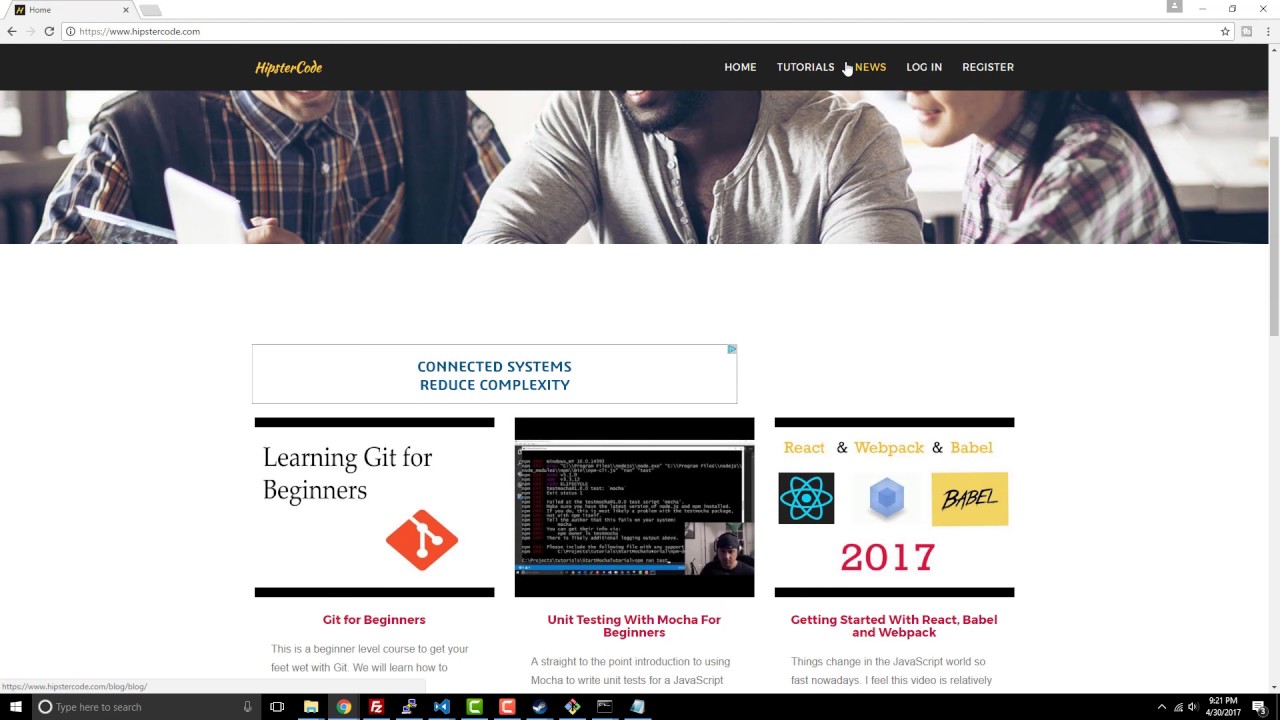 Home
https://www.hipstercode.com
HipsterCode
HOME TUTORIALS NEWS LOG IN REGISTER
CONNECTED SYSTEMS
REDUCE COMPLEXITY
Learning Git for
Beginners
React & Webpack & Babel
BABEL
2017
Git for Beginners
Unit Testing With Mocha For
Beginners
Getting Started With React, Babel
and Webpack
This is a beginner level course to get your
feet wet with Git. We will learn how to
A straight to the point introduction to using
Mocha to write unit tests for a JavaScript
Things change in the JavaScript world so
fast nowadays. I feel this video is relatively
https://www.hipstercode.com/blog/blog/
Type here to search
9:21 PM
4/30/2017
3